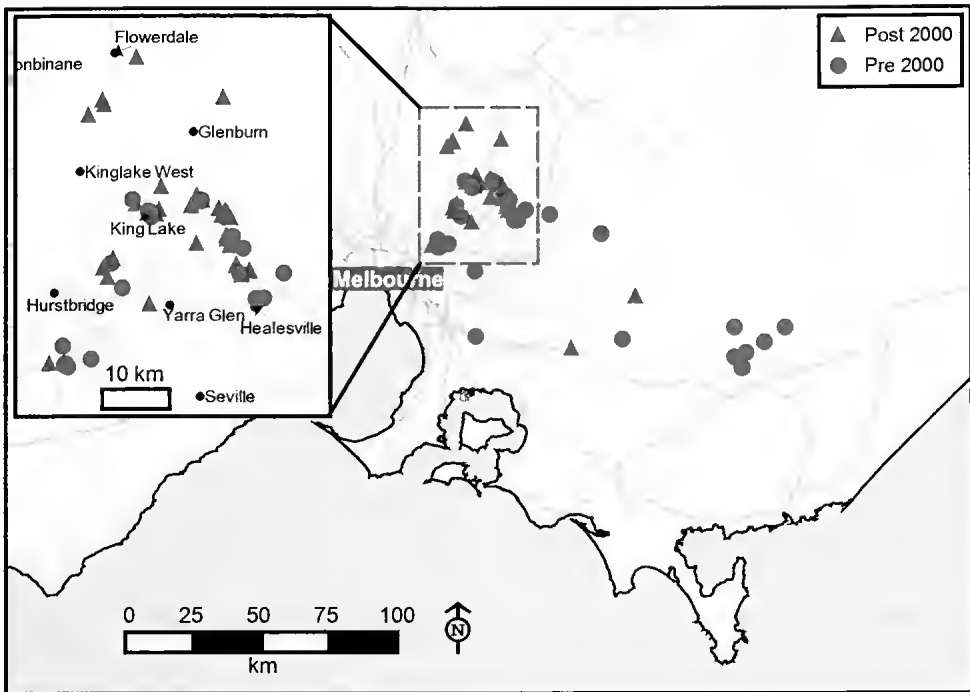 Flowerdale
onbinane
Glenburn
Kinglake West
King Lake
Hurstbridge
Yarra Glen
Healesville
10 km
Seville
Post 2000
Pre 2000
Melbourne
0 25 50 75 100
km
N